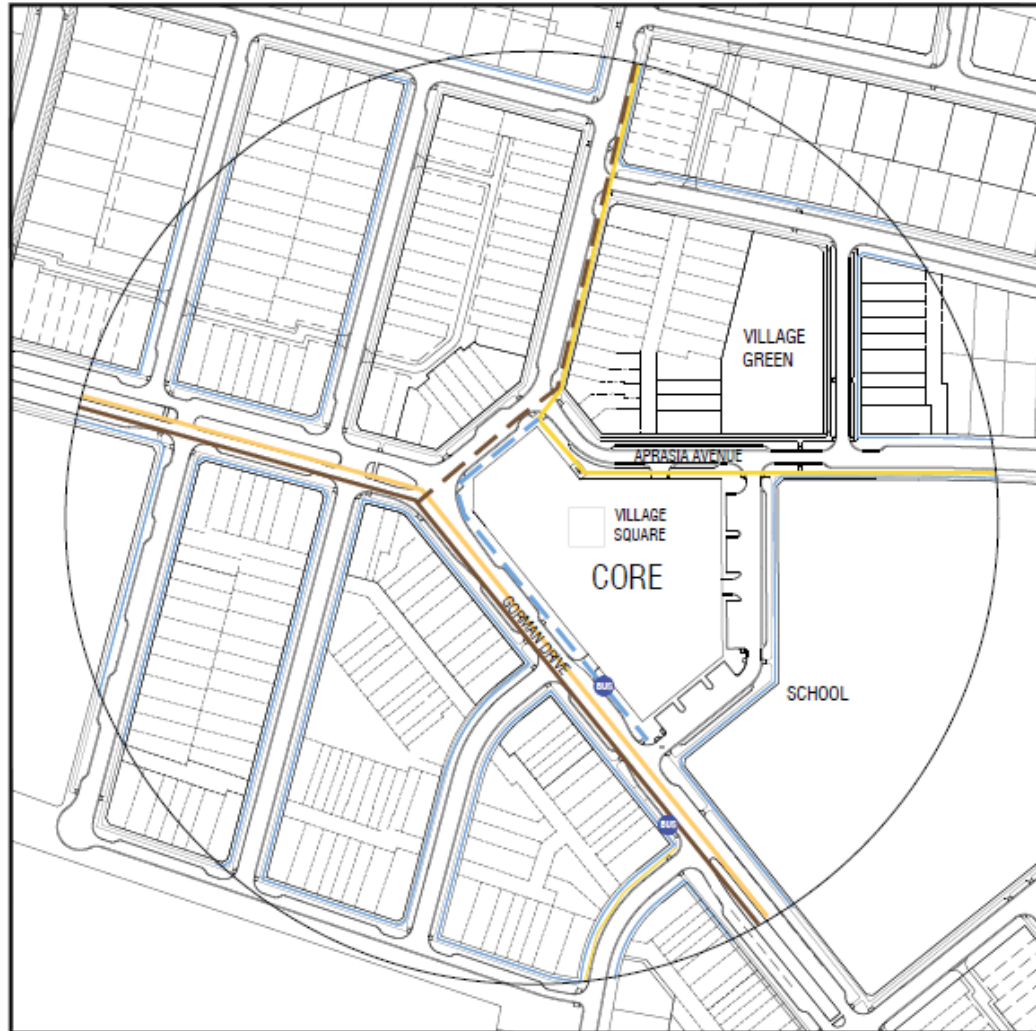 VILLAGE
GREEN
APRASIA AVENUE
VILLAGE
SQUARE
CORE
GORMAN DRIVE
BUS
SCHOOL
BUS